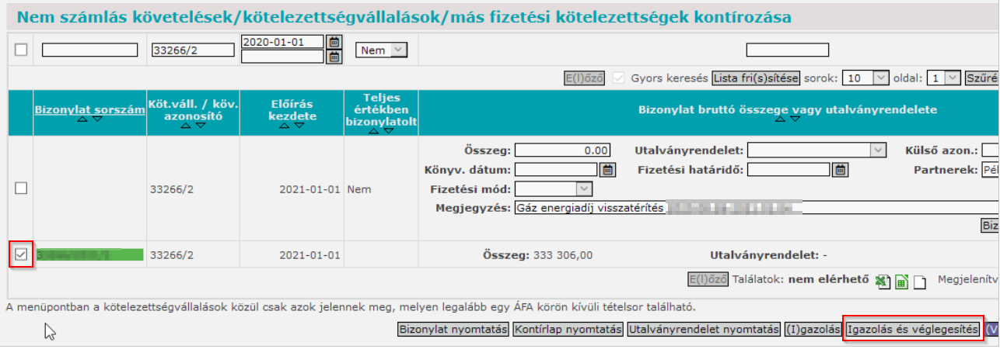 Nem számlás követelések/kötelezettségvállalások/más fizetési kötelezettségek kontírozása
33266/2 2020-01-01 Nem
E(l)őző Gyors keresés Lista fri(s)sítése sorok: 10 oldal: 1 Szűré
Bizonylat sorszám Köt.váll. / köv. azonosító Előírás kezdete Teljes értékben bizonylatolt Bizonylat bruttó összege vagy utalványrendelete
Összeg: 0.00 Utalványrendelet: Külső azon.:
Könyv. dátum: Fizetési határidő: Partnerek: Pél
33266/2 2021-01-01 Nem Fizetési mód:
Megjegyzés: Gáz energiadíj visszatérítés
Biz
33266/2 2021-01-01 Összeg: 333 306,00 Utalványrendelet: -
E(l)őző Találatok: nem elérhető Megjelenítv
A menüpontban a kötelezettségvállalások közül csak azok jelennek meg, melyen legalább egy ÁFA körön kívüli tételsor található.
Bizonylat nyomtatás Kontírlap nyomtatás Utalványrendelet nyomtatás (I)gazolás Igazolás és véglegesítés (V